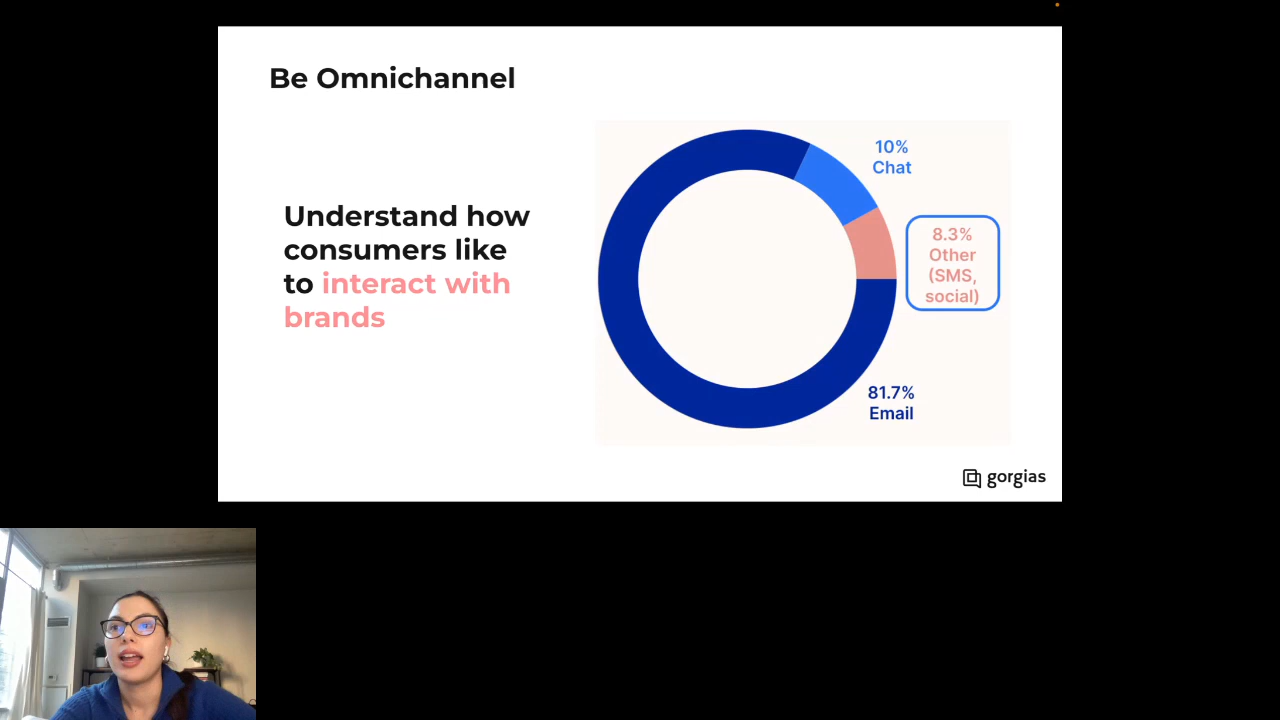 Be Omnichannel
Understand how
consumers like
to interact with
brands
10%
Chat
8.3%
Other
(SMS,
social)
81.7%
Email
gorgias